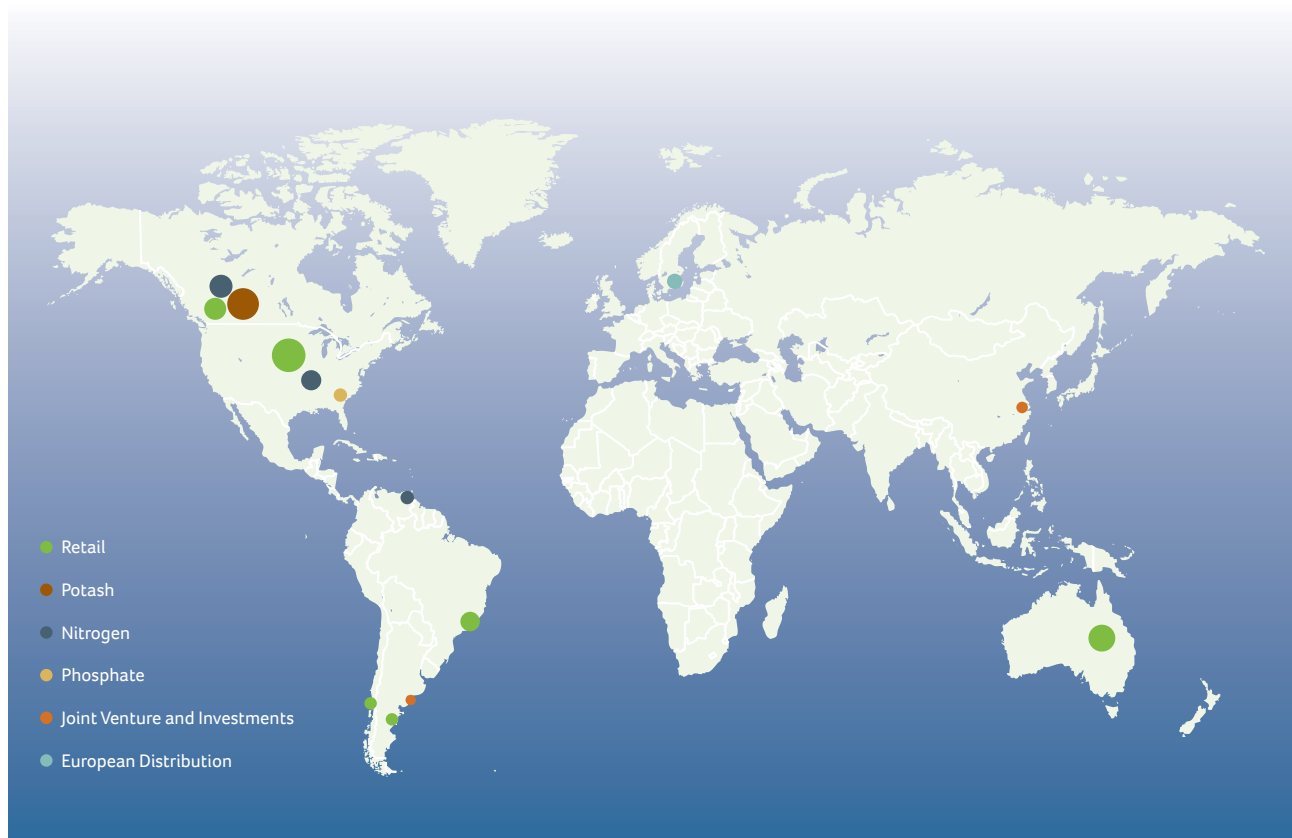 Retail
Potash
Nitrogen
Phosphate
Joint Venture and Investments
European Distribution